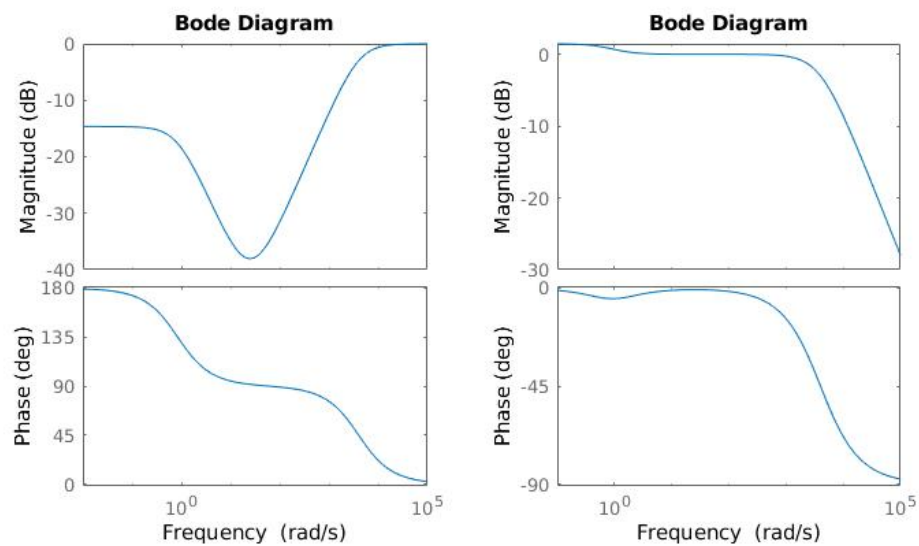 Bode Diagram
0
-10
-20
-30
-40
Magnitude (dB)
180
135
90
45
0
Phase (deg)
10^0
10^5
Frequency (rad/s)
Bode Diagram
0
-10
-20
-30
Magnitude (dB)
0
-45
-90
Phase (deg)
10^0
10^5
Frequency (rad/s)